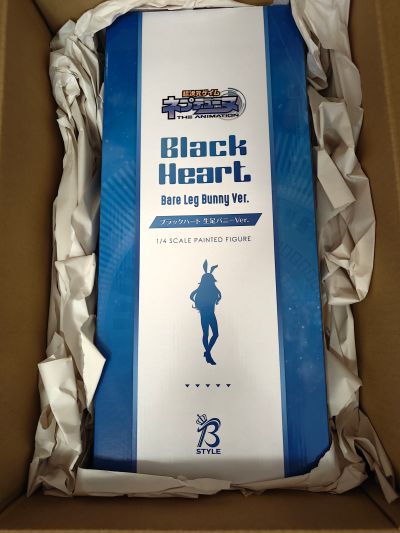 超次元ゲイム
ネプテューヌ
THE ANIMATION
Black
Heart
Bare Leg Bunny Ver.
ブラックハート 生足バニーVer.
1/4 SCALE PAINTED FIGURE
B
STYLE